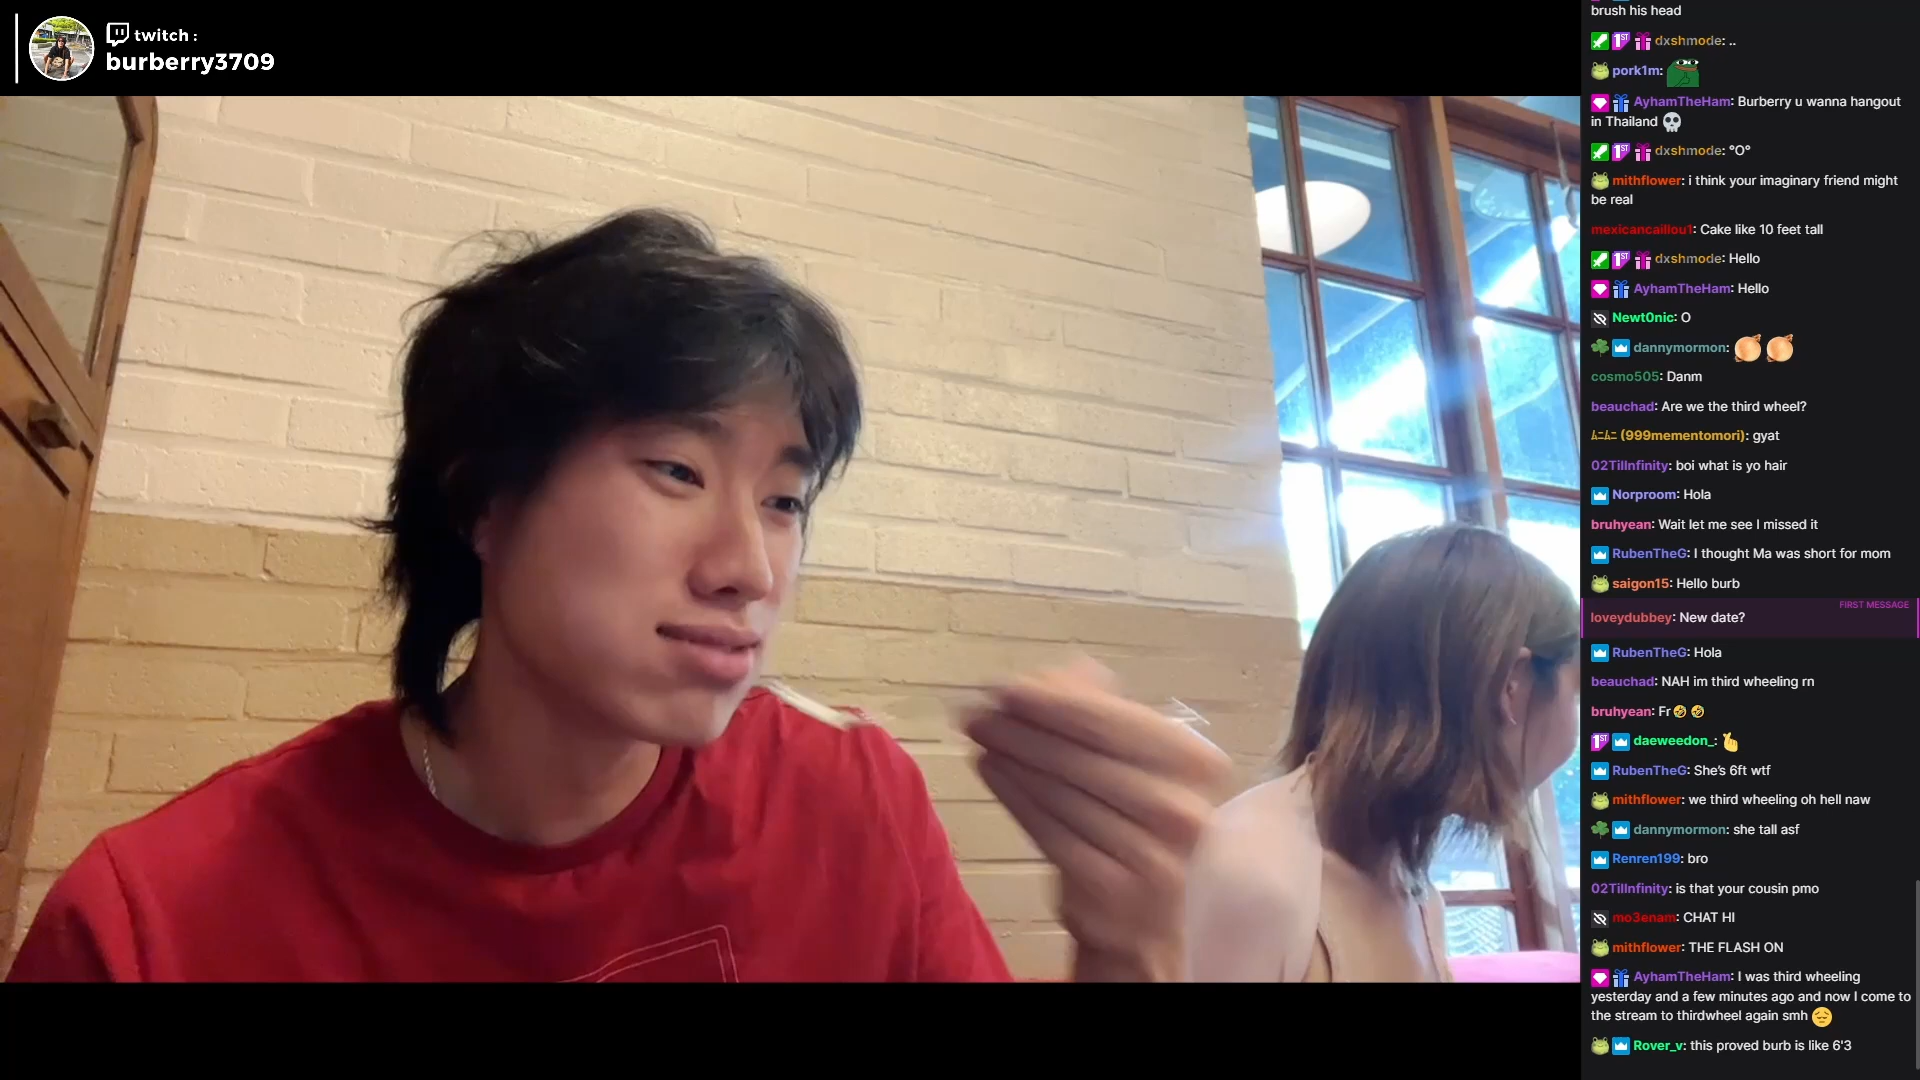 twitch :
burberry3709
brush his head
dxshmode: ..
pork1m:
AyhamTheHam: Burberry u wanna hangout
in Thailand
dxshmode: °O°
mithflower: i think your imaginary friend might
be real
mexicancaillou1: Cake like 10 feet tall
dxshmode: Hello
AyhamTheHam: Hello
Newt0nic: O
dannymormon:
cosmo505: Danm
beauchad: Are we the third wheel?
ﾑﾆﾑﾆ (999mementomori): gyat
02TillInfinity: boi what is yo hair
Norproom: Hola
bruhyean: Wait let me see I missed it
RubenTheG: I thought Ma was short for mom
saigon15: Hello burb
FIRST MESSAGE
loveydubbey: New date?
RubenTheG: Hola
beauchad: NAH im third wheeling rn
bruhyean: Fr
daeweedon_:
RubenTheG: She's 6ft wtf
mithflower: we third wheeling oh hell naw
dannymormon: she tall asf
Renren199: bro
02TillInfinity: is that your cousin pmo
mo3enam: CHAT HI
mithflower: THE FLASH ON
AyhamTheHam: I was third wheeling
yesterday and a few minutes ago and now I come to
the stream to thirdwheel again smh
Rover_v: this proved burb is like 6'3